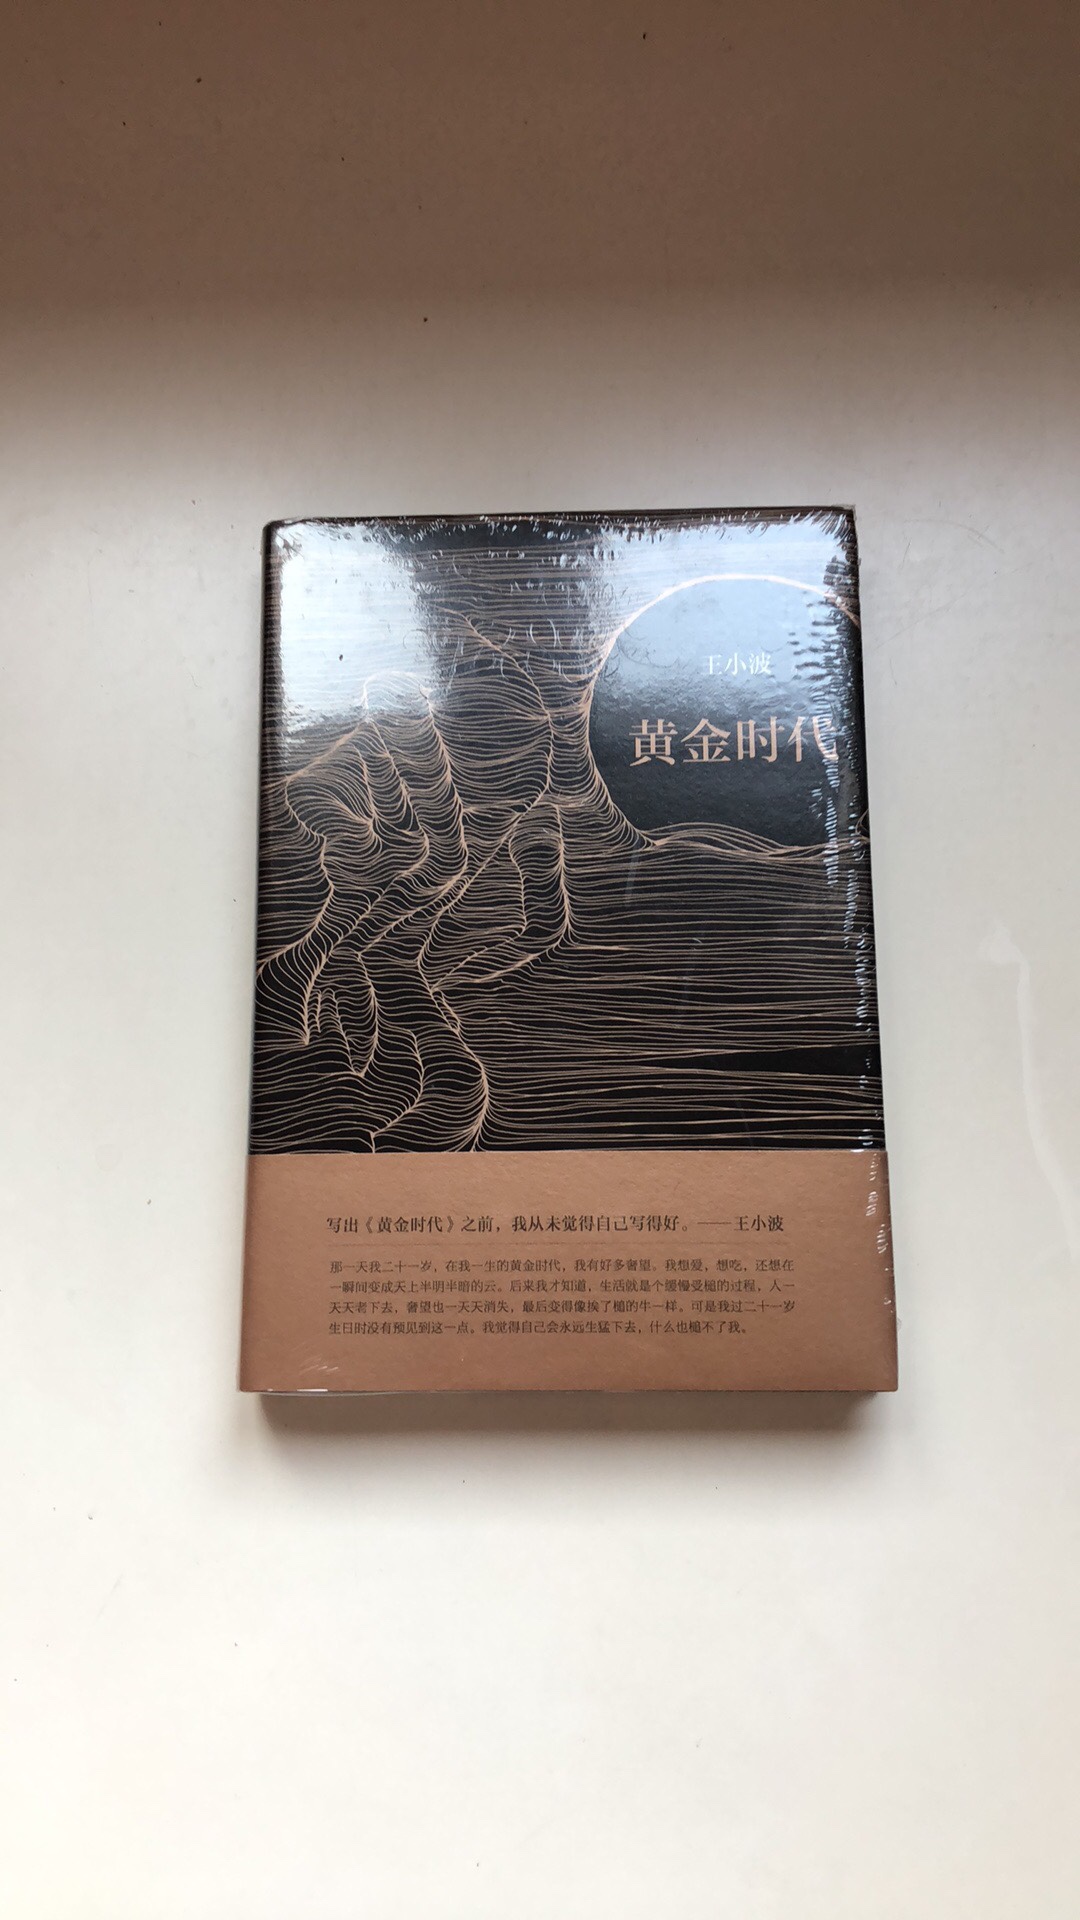 王小波
黄金时代
写出《黄金时代》之前，我从未觉得自己写得好。——王小波
那一天我二十一岁，在我一生的黄金时代，我有好多奢望。我想爱，想吃，还想在
一瞬间变成天上半明半暗的云。后来我才知道，生活就是个缓慢受槌的过程，人一
天天老下去，奢望也一天天消失，最后变得像挨了槌的牛一样。可是我过二十一岁
生日时没有预见到这一点。我觉得自己会永远生猛下去，什么也槌不了我。